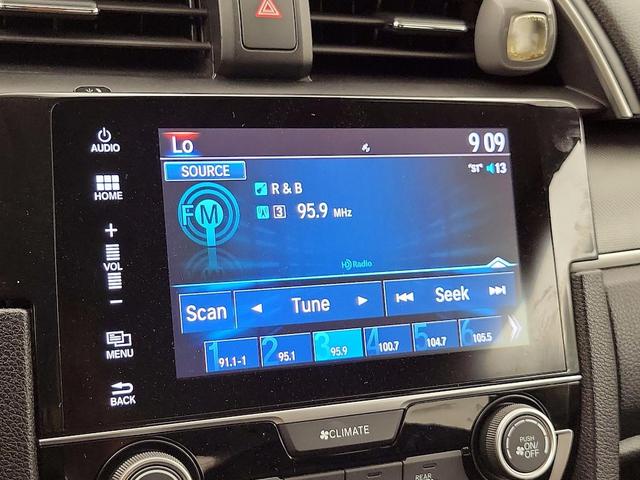 AUDIO
HOME
+
VOL
−
MENU
BACK
Lo
9 09
SOURCE
"ST" 13
R & B
FM
3 95.9 MHz
HD Radio
Scan
Tune
Seek
1 91.1-1
2 95.1
3 95.9
4 100.7
5 104.7
6 105.5
CLIMATE
PUSH
ON/
OFF
REAR